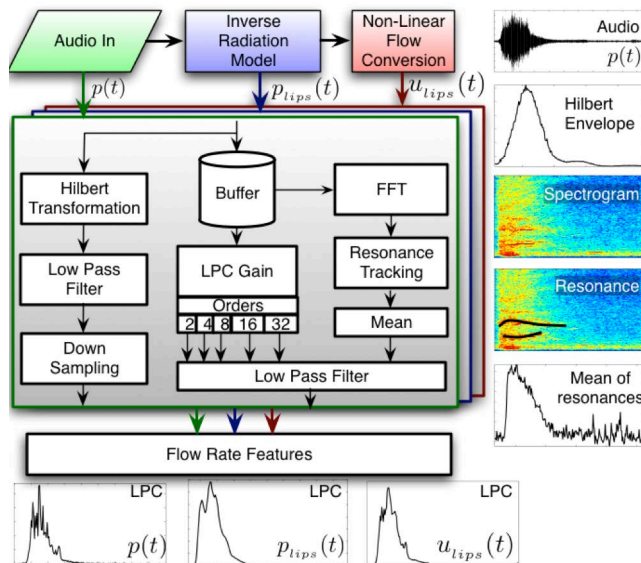 Audio In
Inverse
Radiation
Model
Non-Linear
Flow
Conversion
p(t)
p_lips(t)
u_lips(t)
Hilbert
Transformation
Low Pass
Filter
Down
Sampling
Buffer
LPC Gain
Orders
2 4 8 16 32
FFT
Resonance
Tracking
Mean
Low Pass Filter
Flow Rate Features
Audio
p(t)
Hilbert
Envelope
Spectrogram
Resonance
Mean of
resonances
LPC
p(t)
LPC
p_lips(t)
LPC
u_lips(t)